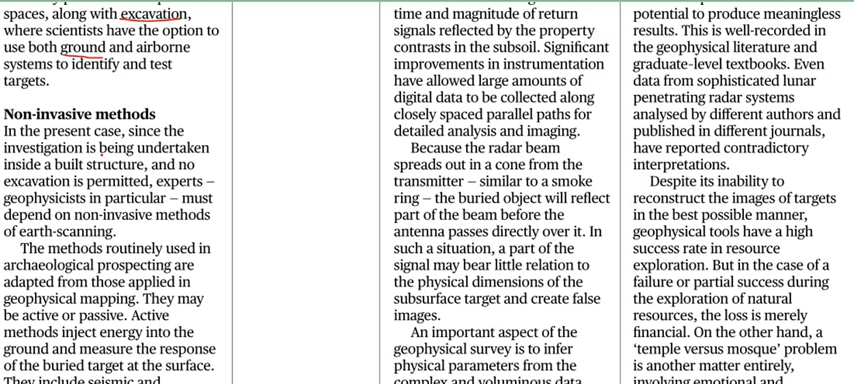 spaces, along with excavation,
where scientists have the option to
use both ground and airborne
systems to identify and test
targets.
Non-invasive methods
In the present case, since the
investigation is being undertaken
inside a built structure, and no
excavation is permitted, experts –
geophysicists in particular – must
depend on non-invasive methods
of earth-scanning.
The methods routinely used in
archaeological prospecting are
adapted from those applied in
geophysical mapping. They may
be active or passive. Active
methods inject energy into the
ground and measure the response
of the buried target at the surface.
They include seismic and
time and magnitude of return
signals reflected by the property
contrasts in the subsoil. Significant
improvements in instrumentation
have allowed large amounts of
digital data to be collected along
closely spaced parallel paths for
detailed analysis and imaging.
Because the radar beam
spreads out in a cone from the
transmitter – similar to a smoke
ring – the buried object will reflect
part of the beam before the
antenna passes directly over it. In
such a situation, a part of the
signal may bear little relation to
the physical dimensions of the
subsurface target and create false
images.
An important aspect of the
geophysical survey is to infer
physical parameters from the
complex and voluminous data
potential to produce meaningless
results. This is well-recorded in
the geophysical literature and
graduate-level textbooks. Even
data from sophisticated lunar
penetrating radar systems
analysed by different authors and
published in different journals,
have reported contradictory
interpretations.
Despite its inability to
reconstruct the images of targets
in the best possible manner,
geophysical tools have a high
success rate in resource
exploration. But in the case of a
failure or partial success during
the exploration of natural
resources, the loss is merely
financial. On the other hand, a
‘temple versus mosque’ problem
is another matter entirely,
involving emotional and